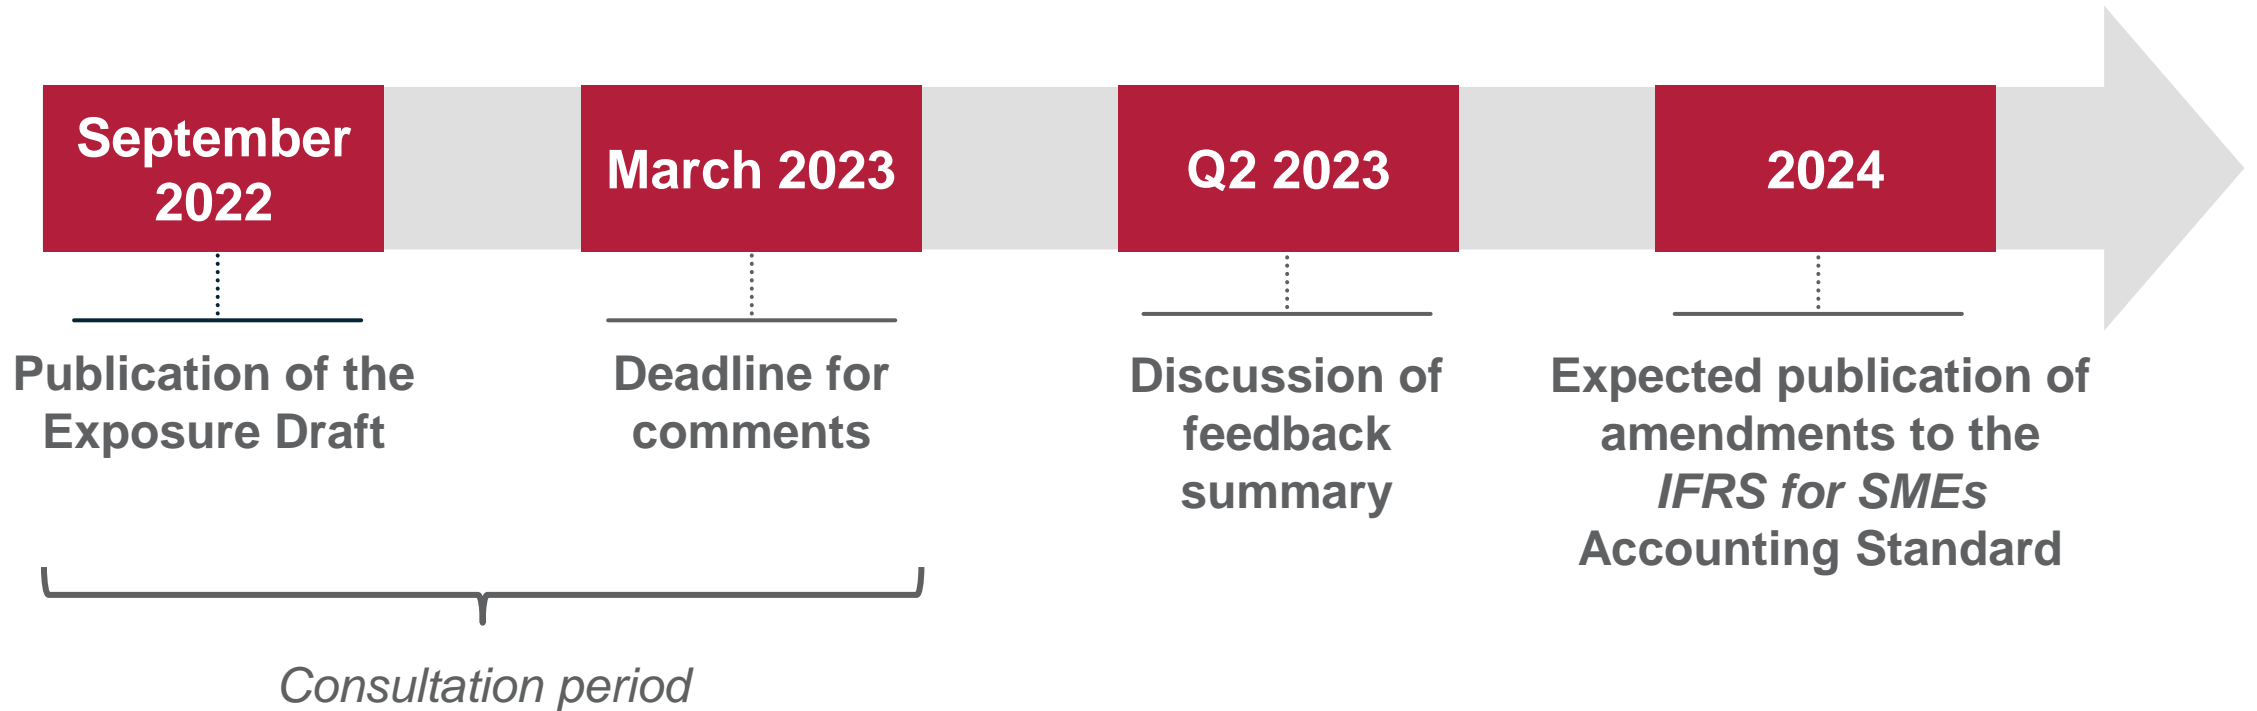 September
2022
March 2023
Q2 2023
2024
Publication of the
Exposure Draft
Deadline for
comments
Discussion of
feedback
summary
Expected publication of
amendments to the
IFRS for SMEs
Accounting Standard
Consultation period